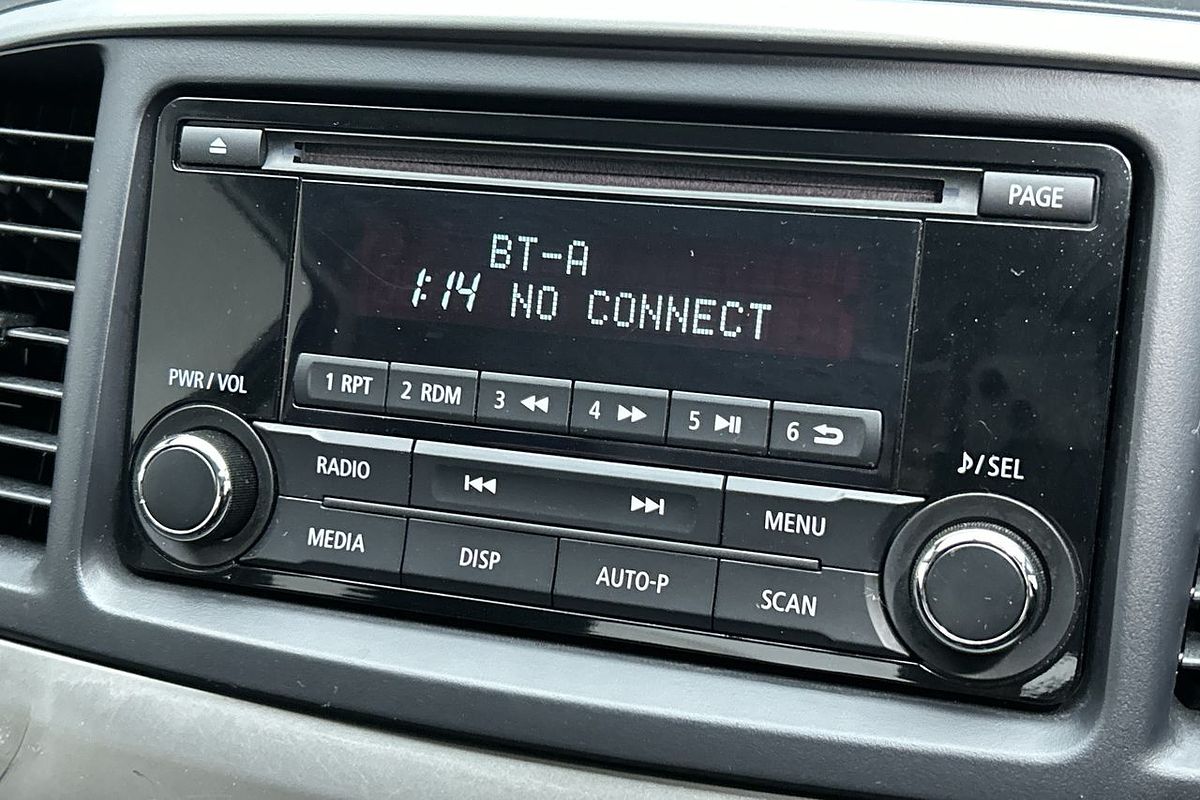 PAGE
BT-A
1:14 NO CONNECT
PWR/VOL
1 RPT 2 RDM 3 4 5 6
♪/SEL
RADIO MENU
MEDIA DISP AUTO-P SCAN